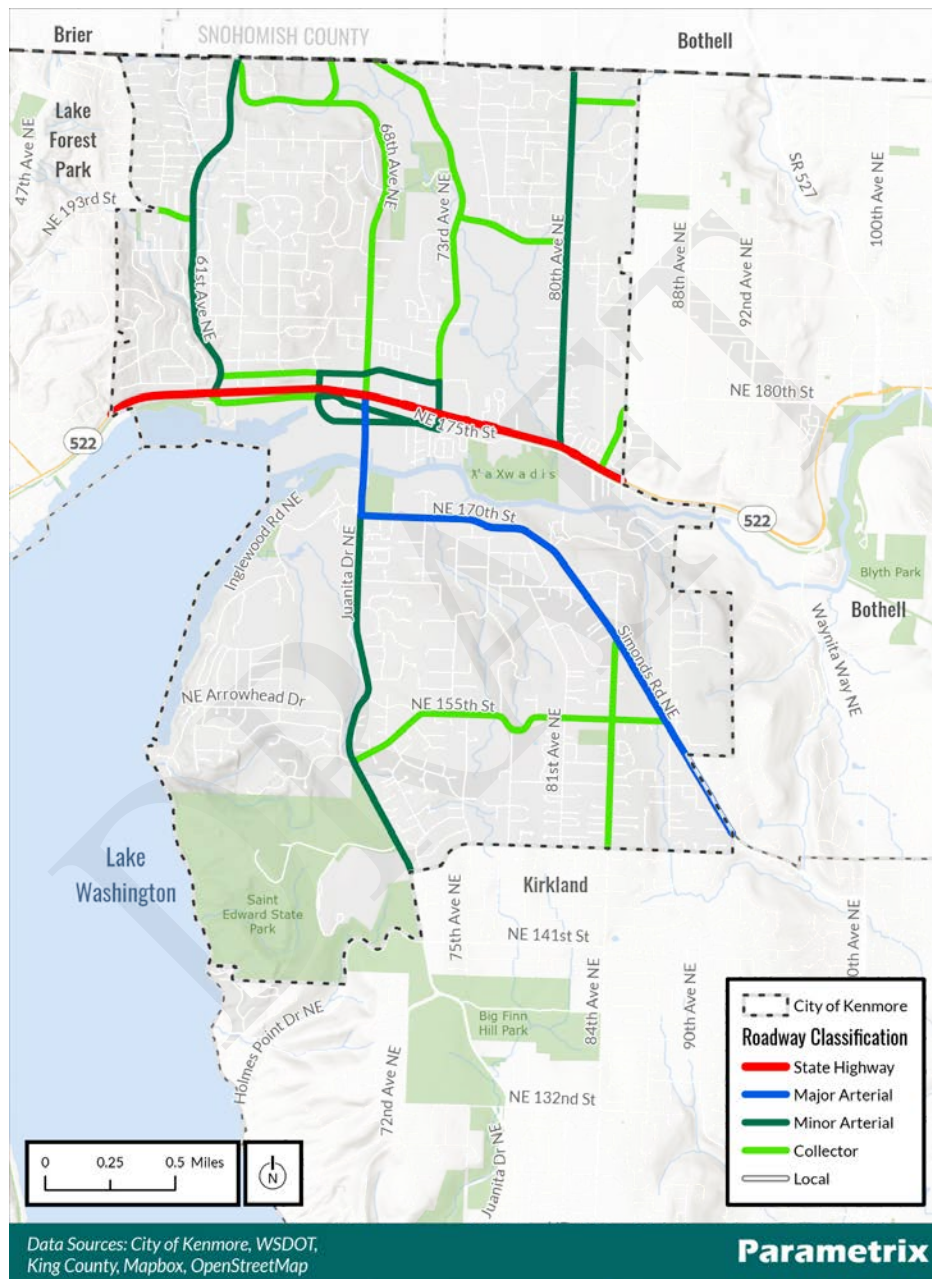 Brier
SNOHOMISH COUNTY
Bothell
Lake
Forest
Park
47th Ave NE
NE 193rd St
61st Ave NE
68th Ave NE
73rd Ave NE
80th Ave NE
88th Ave NE
92nd Ave NE
SR 527
100th Ave NE
NE 180th St
522
NE 175th St
X̌ʷa Xwadis
522
NE 170th St
Inglewood Rd NE
Juanita Dr NE
Blyth Park
Bothell
Waynita Way NE
Simonds Rd NE
NE Arrowhead Dr
NE 155th St
81st Ave NE
Lake
Washington
Saint
Edward State
Park
Kirkland
75th Ave NE
NE 141st St
84th Ave NE
90th Ave NE
0th Ave NE
Holmes Point Dr NE
Big Finn
Hill Park
72nd Ave NE
NE 132nd St
Juanita Dr NE
DRAFT
City of Kenmore
Roadway Classification
State Highway
Major Arterial
Minor Arterial
Collector
Local
0 0.25 0.5 Miles
N
Data Sources: City of Kenmore, WSDOT,
King County, Mapbox, OpenStreetMap
Parametrix